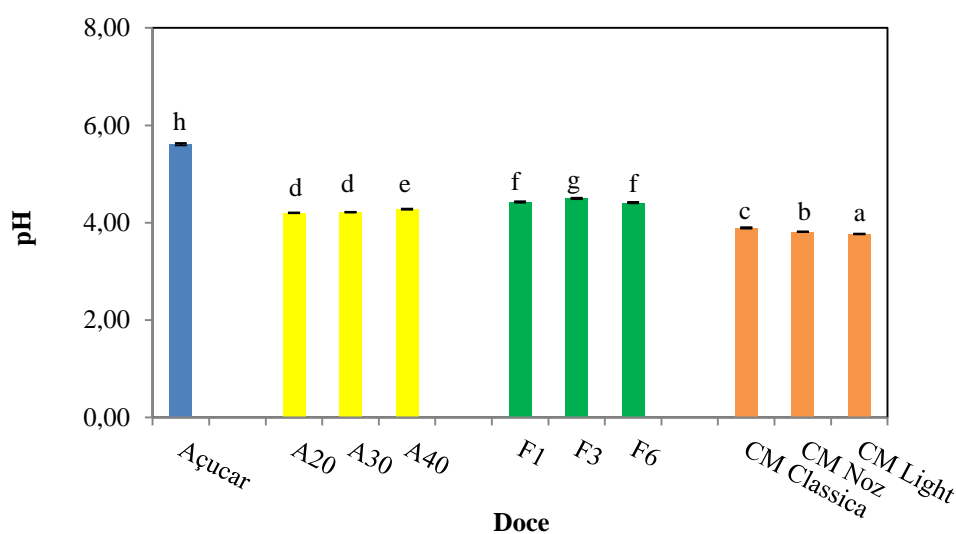 8,00
6,00
4,00
2,00
0,00
pH
h
d
d
e
f
g
f
c
b
a
Açucar
A20
A30
A40
F1
F3
F6
CM Classica
CM Noz
CM Light
Doce